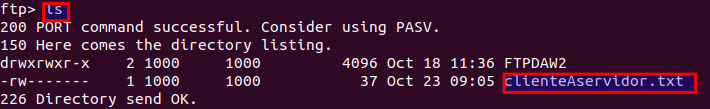 ftp> ls
200 PORT command successful. Consider using PASV.
150 Here comes the directory listing.
drwxrwxr-x    2 1000     1000         4096 Oct 18 11:36 FTPDAW2
-rw-------    1 1000     1000           37 Oct 23 09:05 clienteAservidor.txt
226 Directory send OK.